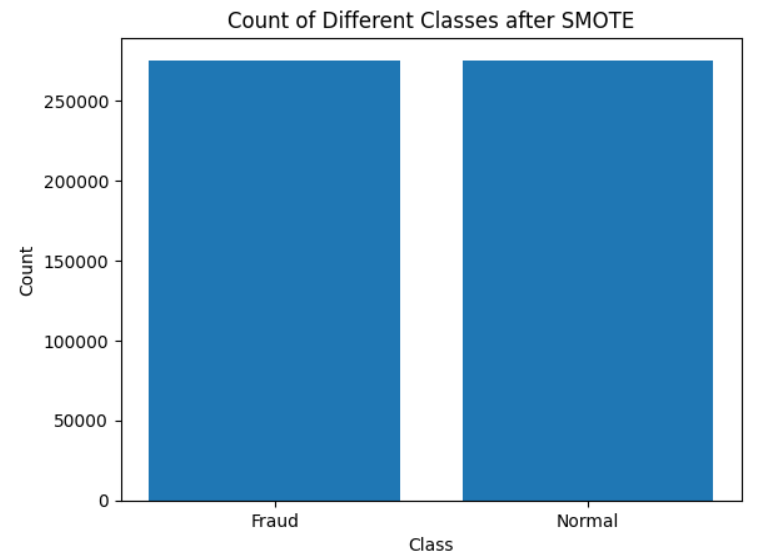 Count of Different Classes after SMOTE
250000
200000
150000
100000
50000
0
Count
Fraud
Normal
Class